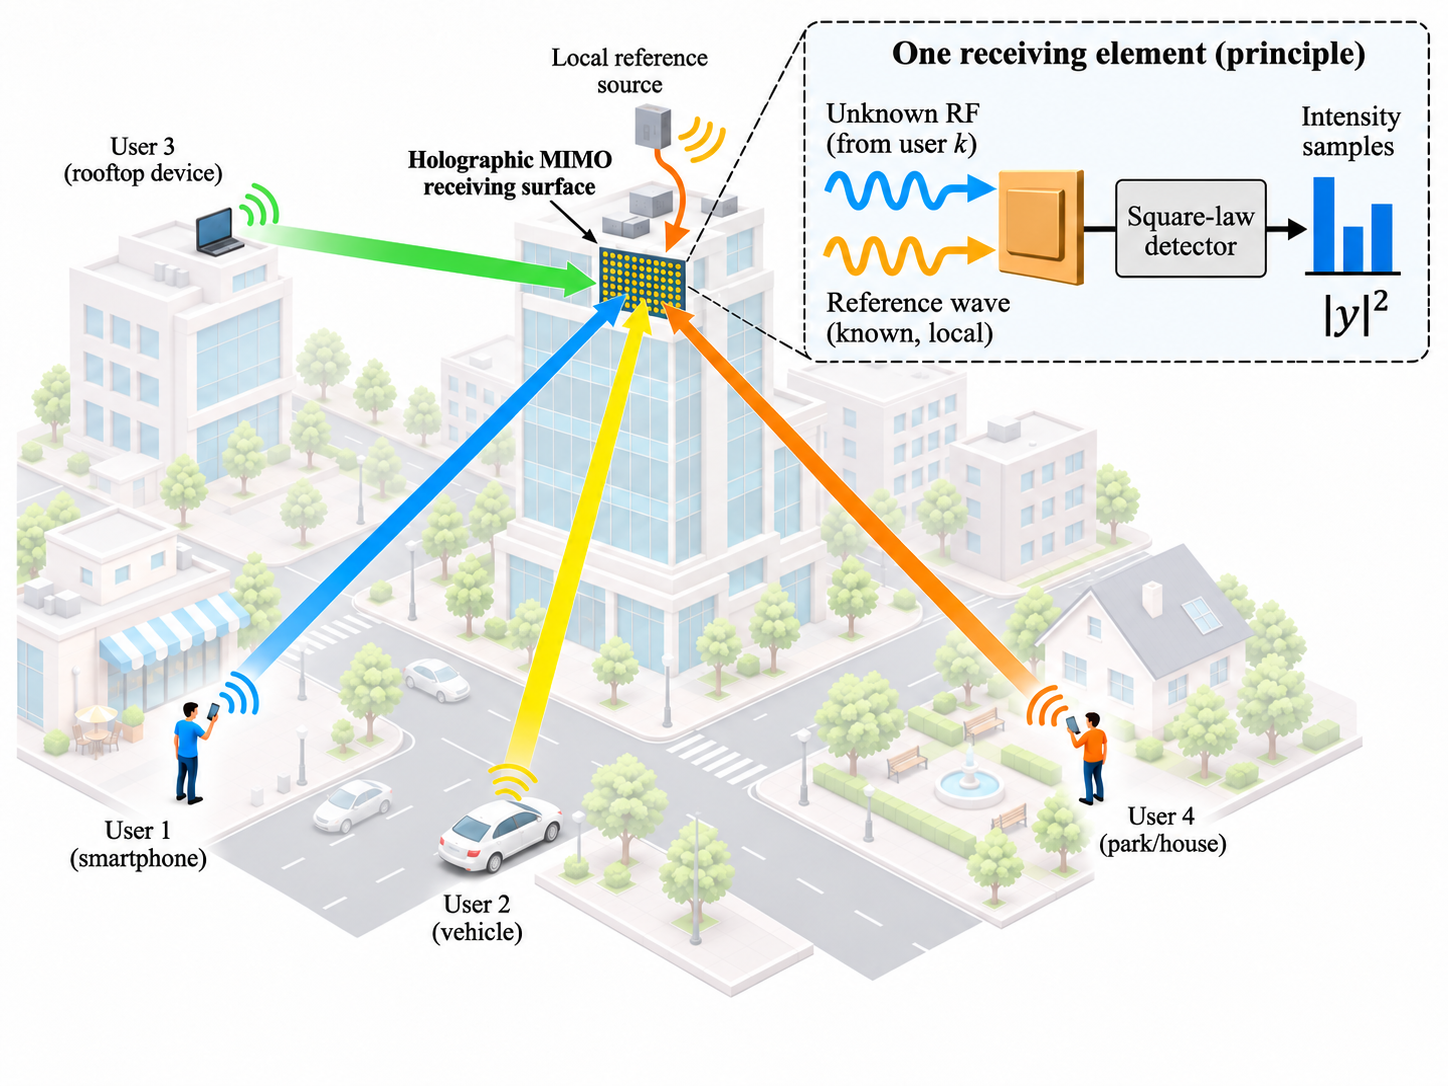 One receiving element (principle)
Local reference
source
Unknown RF
(from user k)
Intensity
samples
User 3
(rooftop device)
Holographic MIMO
receiving surface
Square-law
detector
Reference wave
(known, local)
|y|²
User 1
(smartphone)
User 2
(vehicle)
User 4
(park/house)